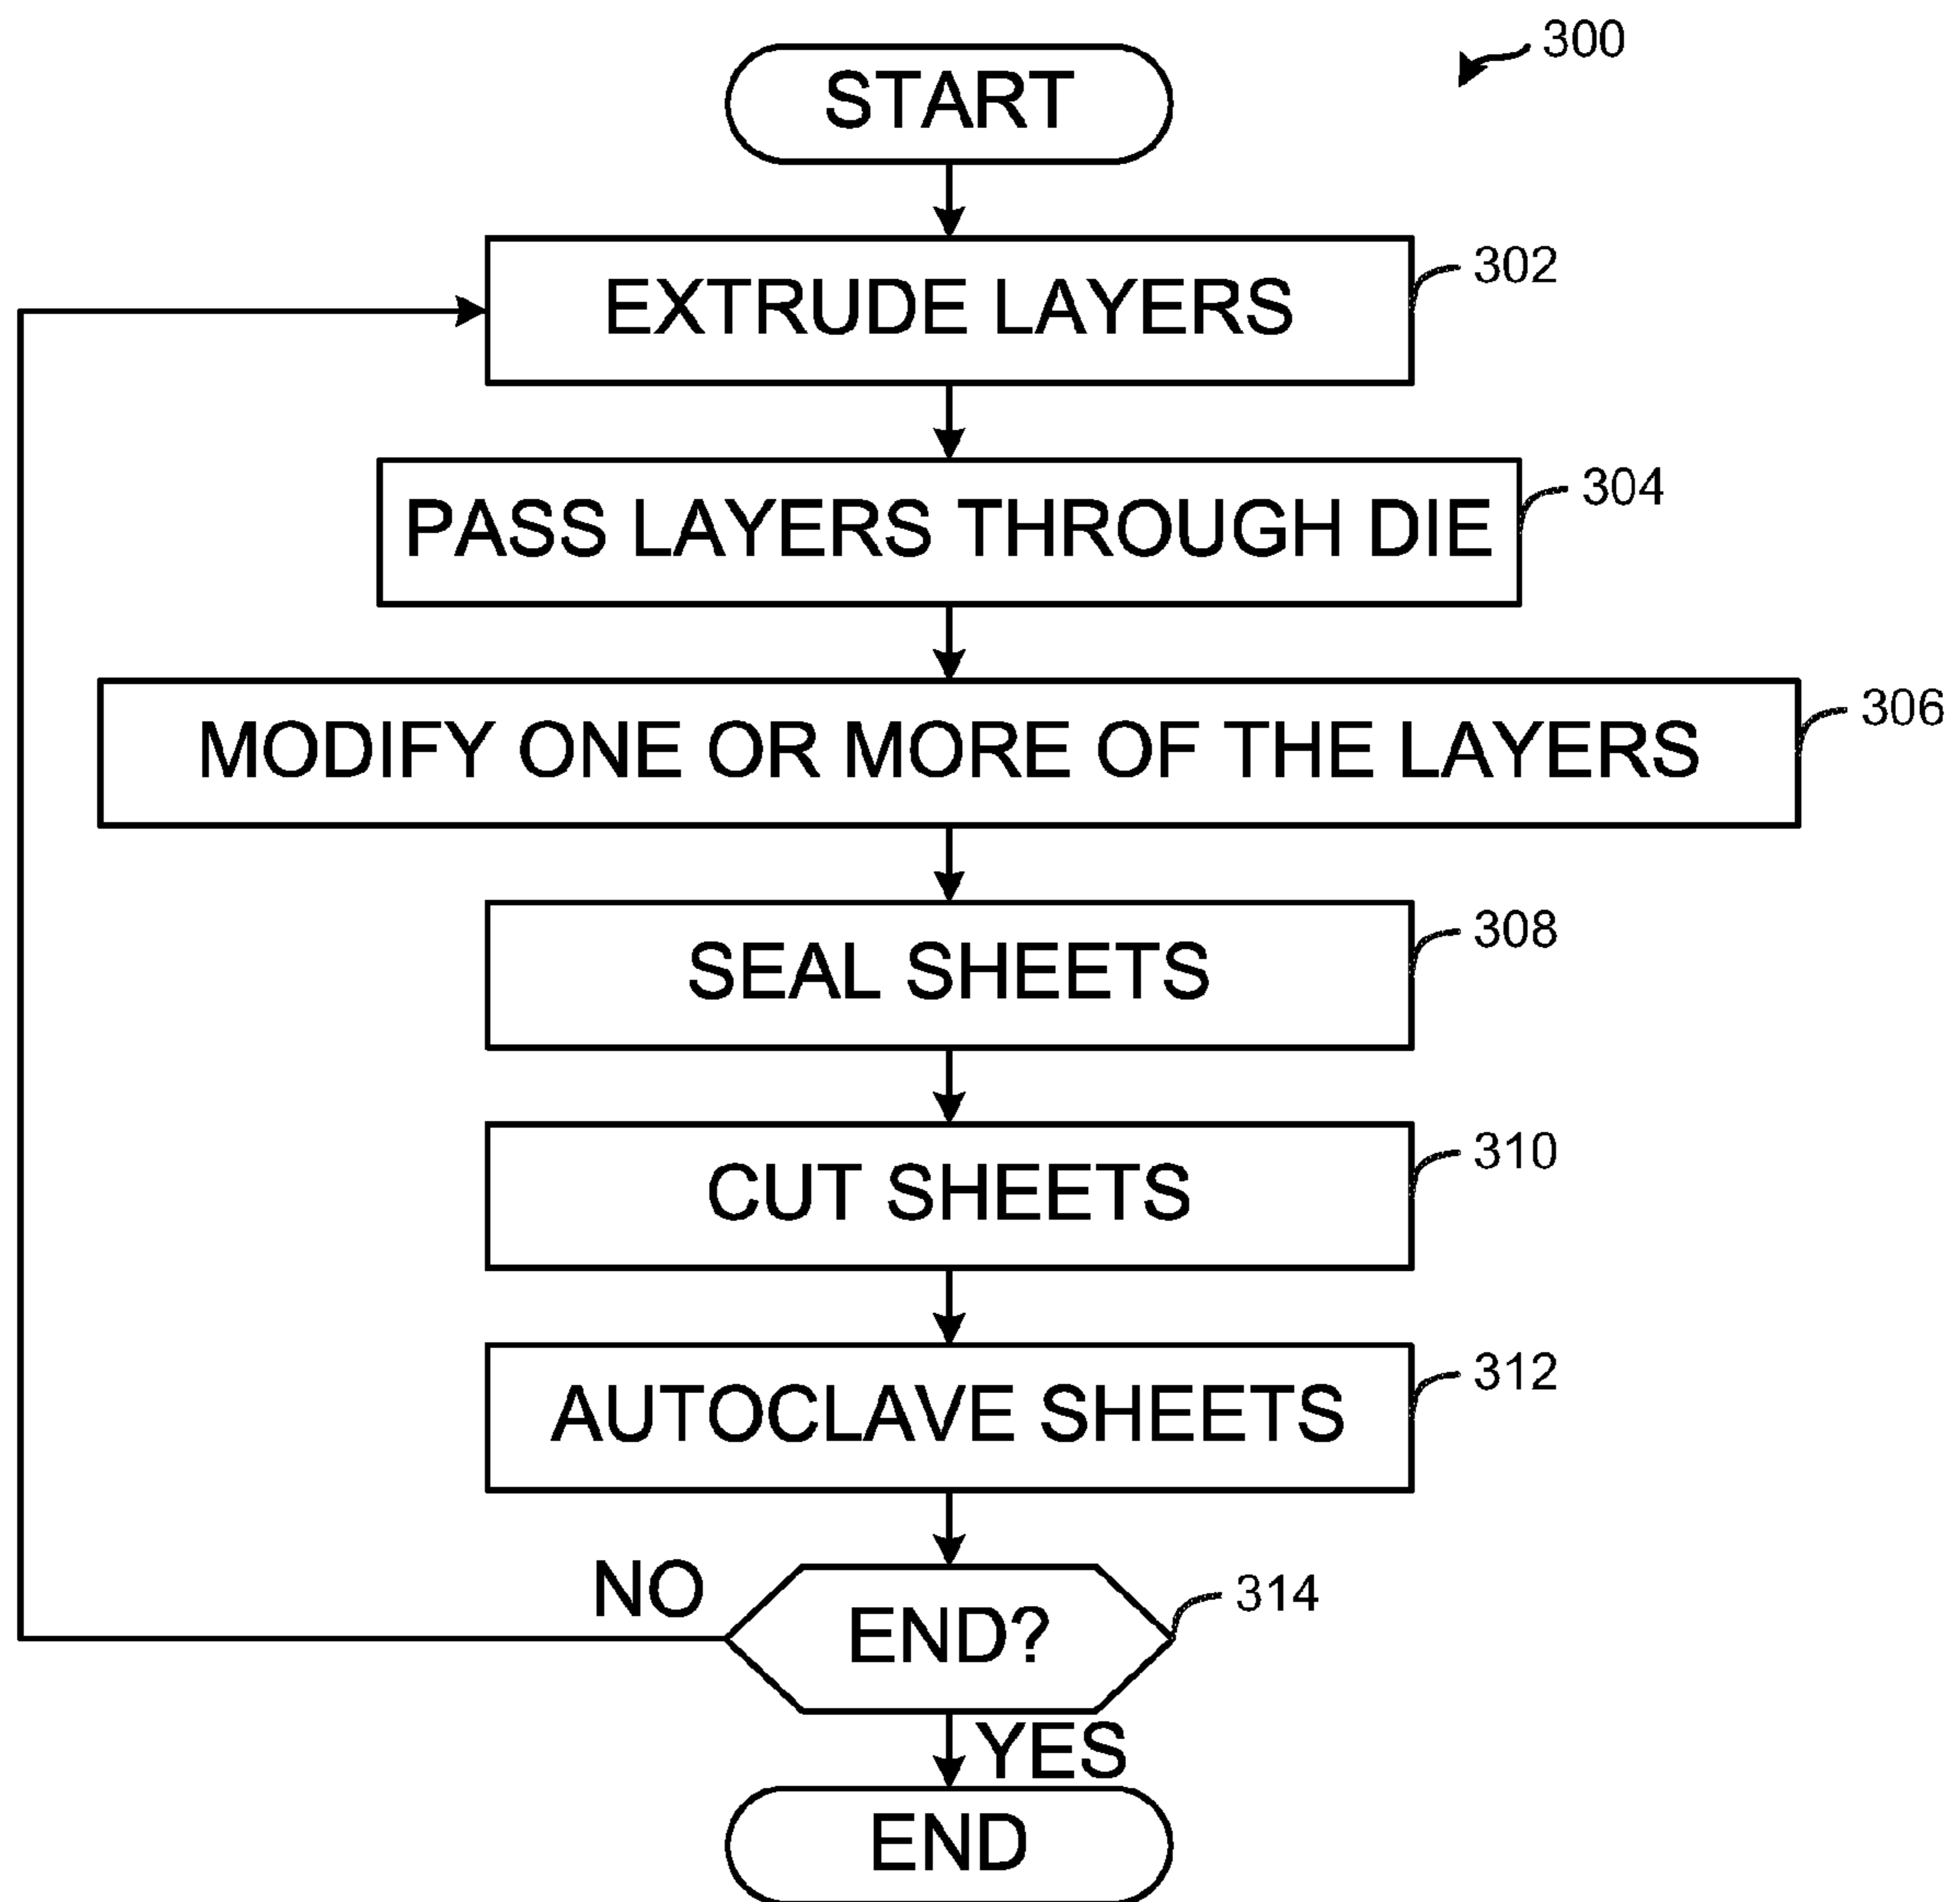 300
START
EXTRUDE LAYERS
302
PASS LAYERS THROUGH DIE
304
MODIFY ONE OR MORE OF THE LAYERS
306
SEAL SHEETS
308
CUT SHEETS
310
AUTOCLAVE SHEETS
312
NO
END?
314
YES
END